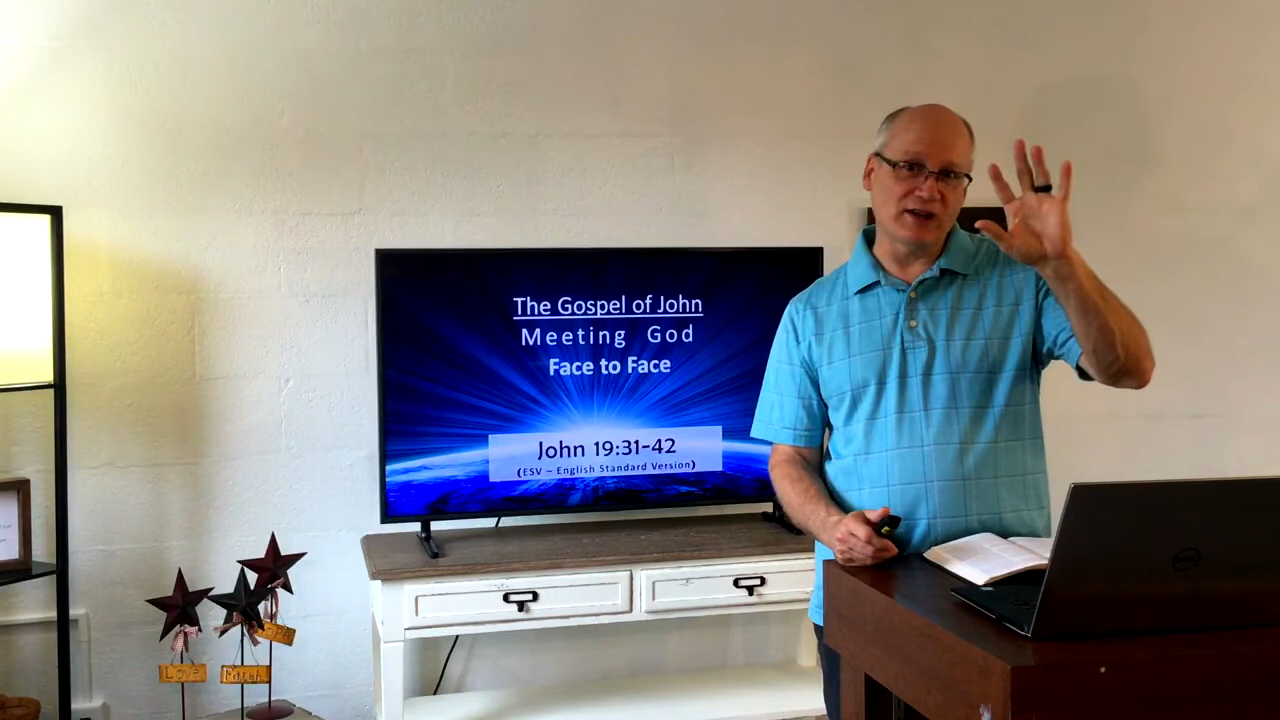 The Gospel of John
Meeting God
Face to Face
John 19:31-42
(ESV – English Standard Version)
Love
Faith
DELL